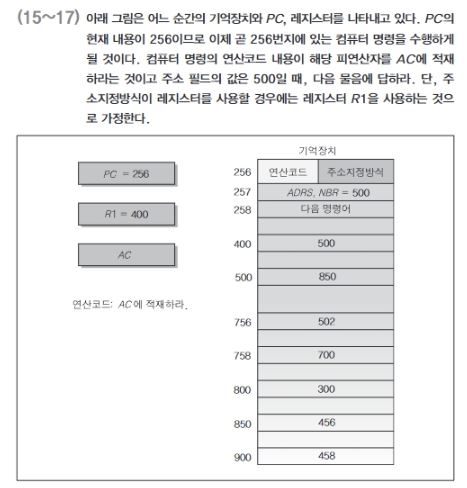 (15~17) 아래 그림은 어느 순간의 기억장치와 PC, 레지스터를 나타내고 있다. PC의
현재 내용이 256이므로 이제 곧 256번지에 있는 컴퓨터 명령을 수행하게
될 것이다. 컴퓨터 명령의 연산코드 내용이 해당 피연산자를 AC에 적재
하라는 것이고 주소 필드의 값은 500일 때, 다음 물음에 답하라. 단, 주
소지정방식이 레지스터를 사용할 경우에는 레지스터 R1을 사용하는 것으
로 가정한다.
기억장치
PC = 256
256 연산코드 주소지정방식
257 ADRS, NBR = 500
R1 = 400
258 다음 명령어
400 500
AC
500 850
연산코드: AC에 적재하라.
756 502
758 700
800 300
850 456
900 458